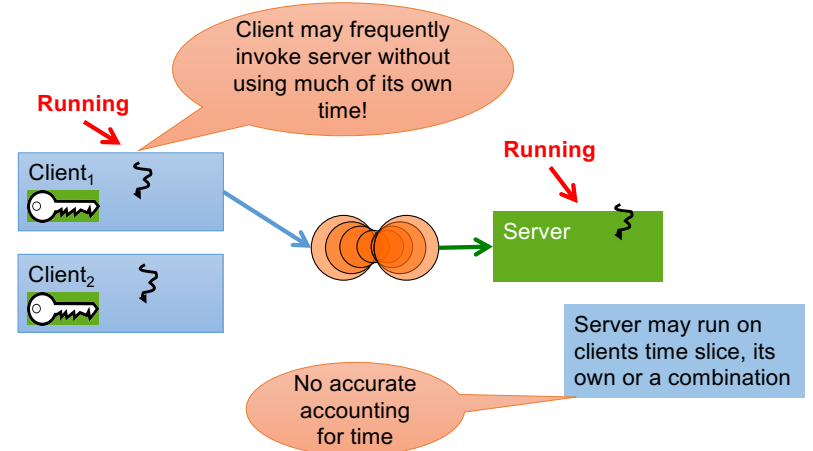 Client may frequently
invoke server without
using much of its own
time!
Running
Running
Client₁
Server
Client₂
Server may run on
clients time slice, its
own or a combination
No accurate
accounting
for time